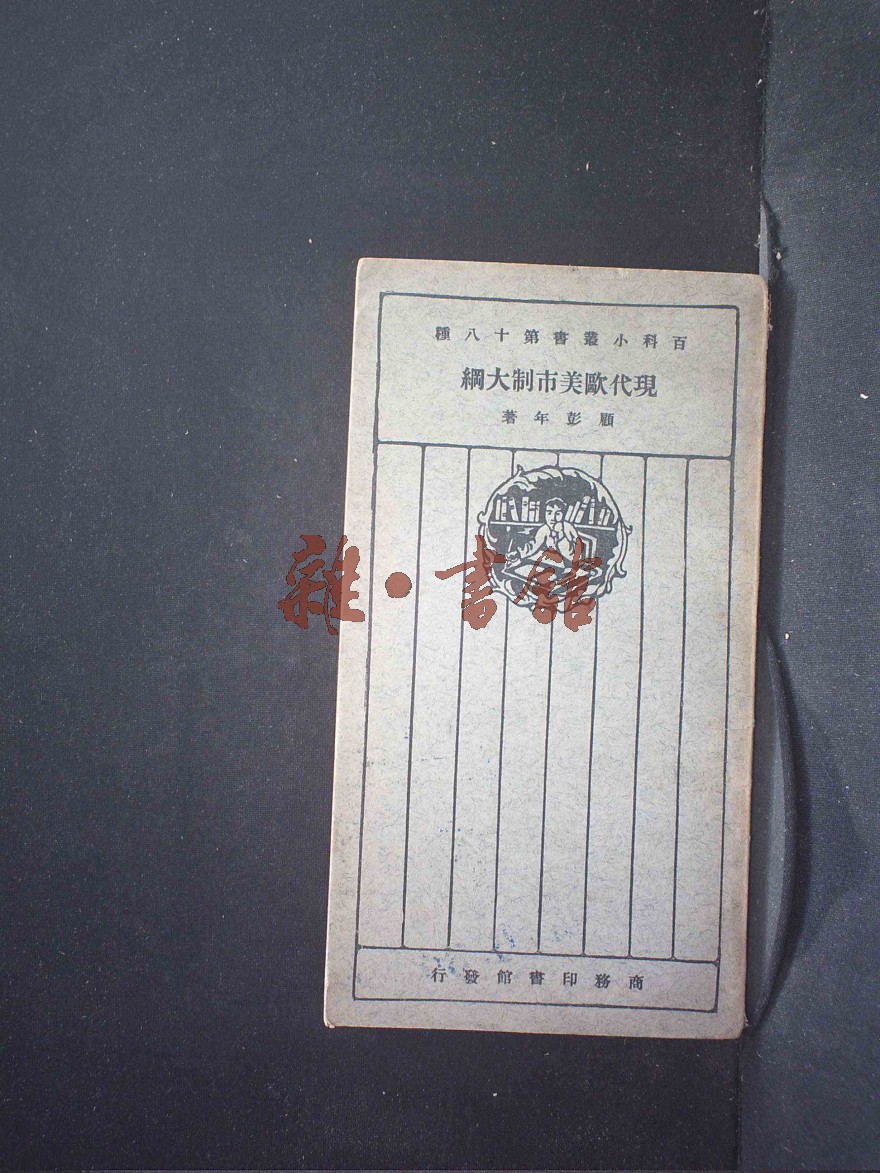 百科小叢書第十八種
現代歐美市制大綱
顧彭年著
雜·書館
商務印書館發行